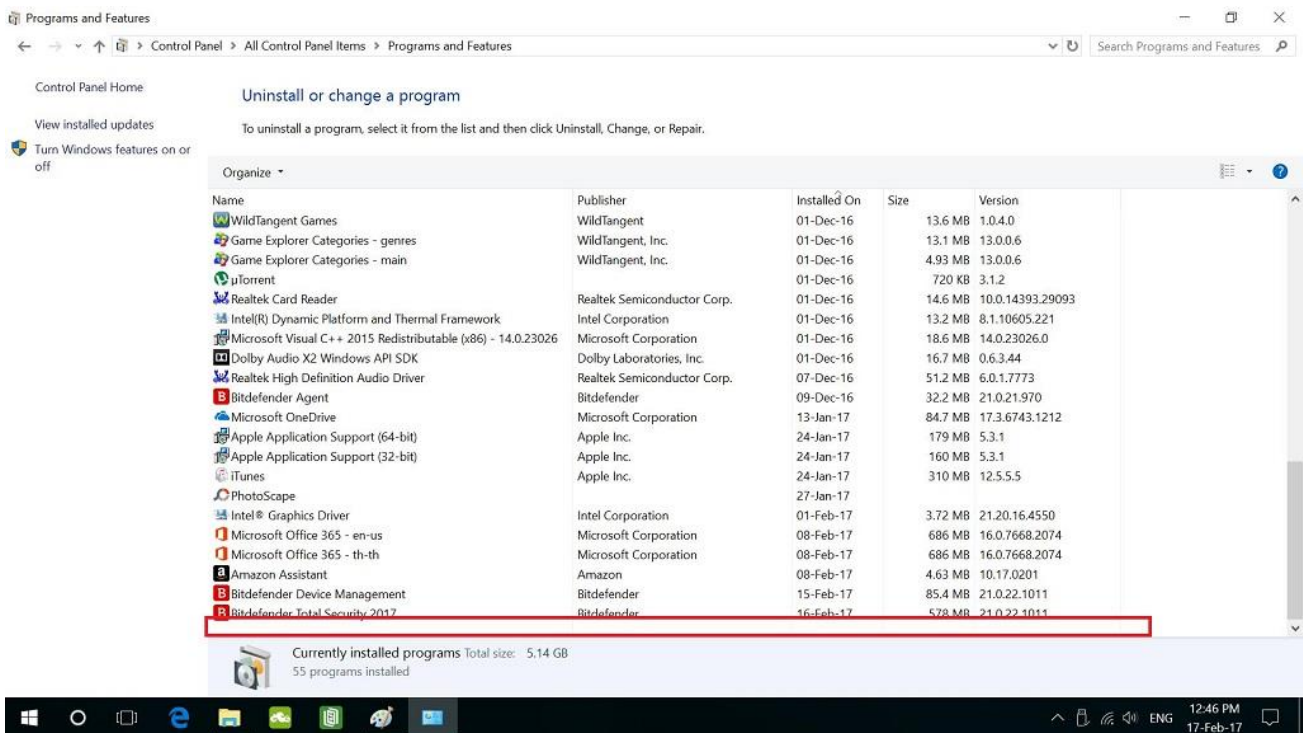 Programs and Features
Control Panel > All Control Panel Items > Programs and Features
Search Programs and Features
Control Panel Home
View installed updates
Turn Windows features on or
off
Uninstall or change a program
To uninstall a program, select it from the list and then click Uninstall, Change, or Repair.
Organize
Name Publisher Installed On Size Version
WildTangent Games WildTangent 01-Dec-16 13.6 MB 1.0.4.0
Game Explorer Categories - genres WildTangent, Inc. 01-Dec-16 13.1 MB 13.0.0.6
Game Explorer Categories - main WildTangent, Inc. 01-Dec-16 4.93 MB 13.0.0.6
µTorrent 01-Dec-16 720 KB 3.1.2
Realtek Card Reader Realtek Semiconductor Corp. 01-Dec-16 14.6 MB 10.0.14393.29093
Intel(R) Dynamic Platform and Thermal Framework Intel Corporation 01-Dec-16 13.2 MB 8.1.10605.221
Microsoft Visual C++ 2015 Redistributable (x86) - 14.0.23026 Microsoft Corporation 01-Dec-16 18.6 MB 14.0.23026.0
Dolby Audio X2 Windows API SDK Dolby Laboratories, Inc. 01-Dec-16 16.7 MB 0.6.3.44
Realtek High Definition Audio Driver Realtek Semiconductor Corp. 07-Dec-16 51.2 MB 6.0.1.7773
Bitdefender Agent Bitdefender 09-Dec-16 32.2 MB 21.0.21.970
Microsoft OneDrive Microsoft Corporation 13-Jan-17 84.7 MB 17.3.6743.1212
Apple Application Support (64-bit) Apple Inc. 24-Jan-17 179 MB 5.3.1
Apple Application Support (32-bit) Apple Inc. 24-Jan-17 160 MB 5.3.1
iTunes Apple Inc. 24-Jan-17 310 MB 12.5.5.5
PhotoScape 27-Jan-17
Intel® Graphics Driver Intel Corporation 01-Feb-17 3.72 MB 21.20.16.4550
Microsoft Office 365 - en-us Microsoft Corporation 08-Feb-17 686 MB 16.0.7668.2074
Microsoft Office 365 - th-th Microsoft Corporation 08-Feb-17 686 MB 16.0.7668.2074
Amazon Assistant Amazon 08-Feb-17 4.63 MB 10.17.0201
Bitdefender Device Management Bitdefender 15-Feb-17 85.4 MB 21.0.22.1011
Bitdefender Total Security 2017 Bitdefender 16-Feb-17 578 MB 21.0.22.1011
Currently installed programs Total size: 5.14 GB
55 programs installed
ENG
12:46 PM
17-Feb-17